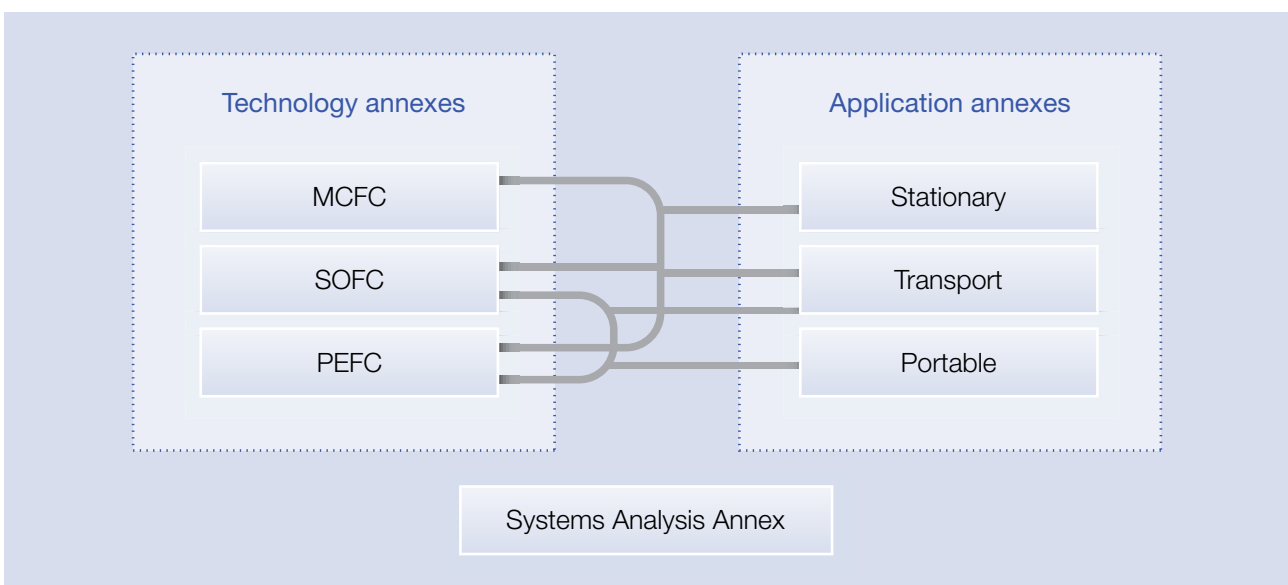 Technology annexes
MCFC
SOFC
PEFC
Application annexes
Stationary
Transport
Portable
Systems Analysis Annex